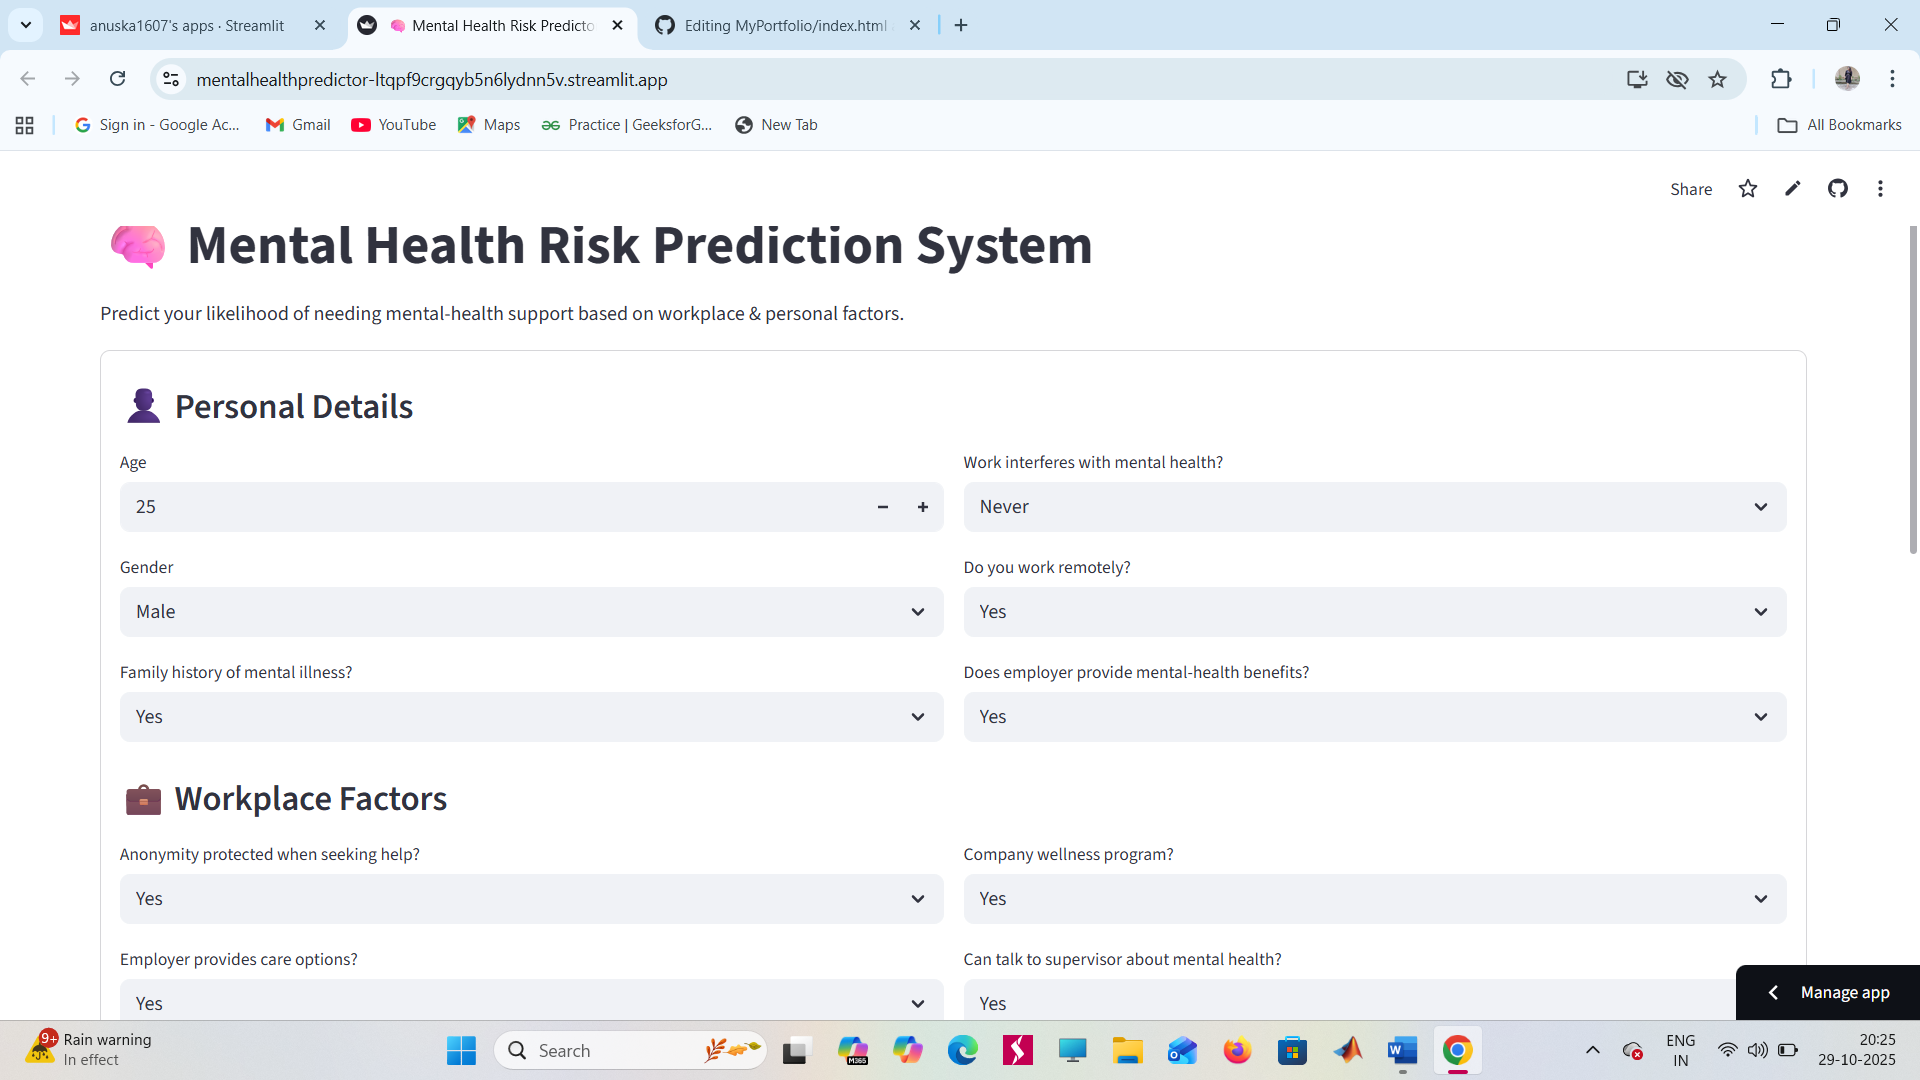 anuska1607's apps · Streamlit
Mental Health Risk Predicto
Editing MyPortfolio/index.html
mentalhealthpredictor-ltqpf9crgqyb5n6lydnn5v.streamlit.app
Sign in - Google Ac...
Gmail
YouTube
Maps
Practice | GeeksforG...
New Tab
All Bookmarks
Share
Mental Health Risk Prediction System
Predict your likelihood of needing mental-health support based on workplace & personal factors.
Personal Details
Age
Work interferes with mental health?
25
Never
Gender
Do you work remotely?
Male
Yes
Family history of mental illness?
Does employer provide mental-health benefits?
Yes
Yes
Workplace Factors
Anonymity protected when seeking help?
Company wellness program?
Yes
Yes
Employer provides care options?
Can talk to supervisor about mental health?
Yes
Yes
Manage app
9+
Rain warning
In effect
Search
M365
ENG
IN
20:25
29-10-2025